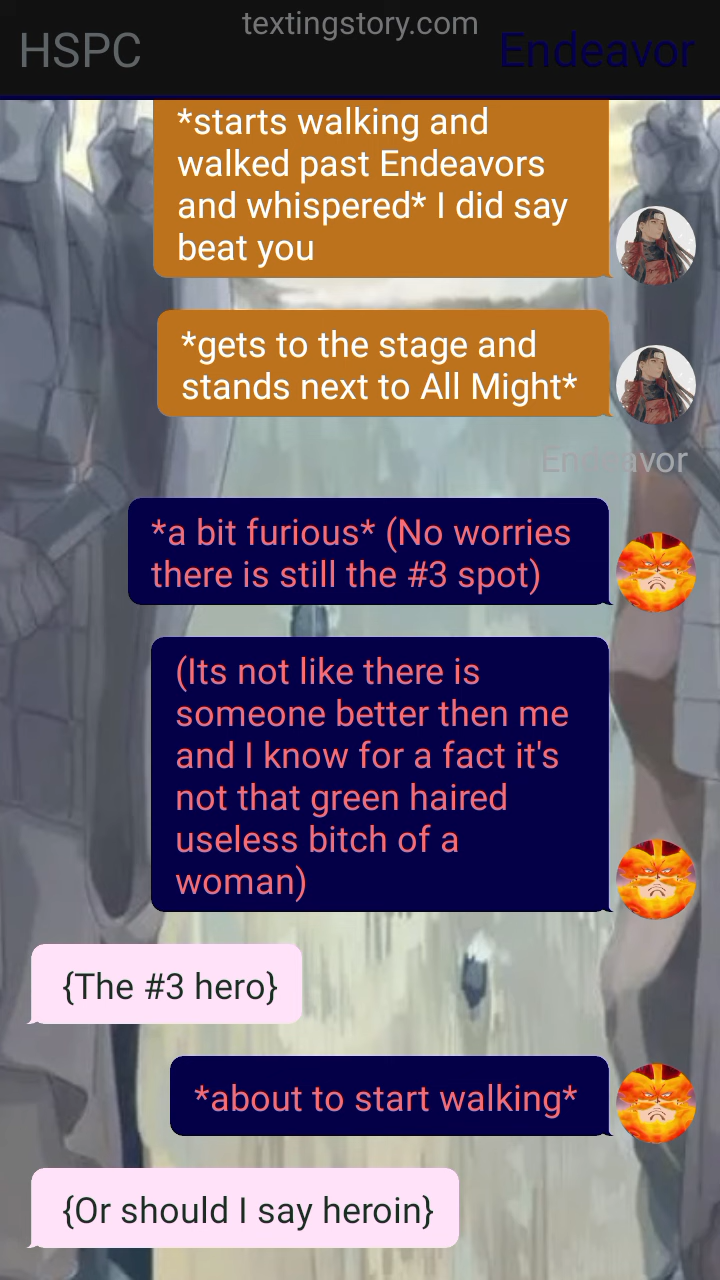 textingstory.com
HSPC
Endeavor
*starts walking and
walked past Endeavors
and whispered* I did say
beat you
*gets to the stage and
stands next to All Might*
Endeavor
*a bit furious* (No worries
there is still the #3 spot)
(Its not like there is
someone better then me
and I know for a fact it's
not that green haired
useless bitch of a
woman)
{The #3 hero}
*about to start walking*
{Or should I say heroin}